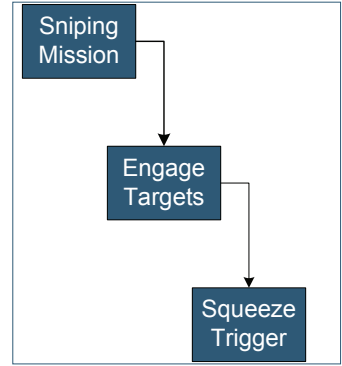 Sniping
Mission
Engage
Targets
Squeeze
Trigger